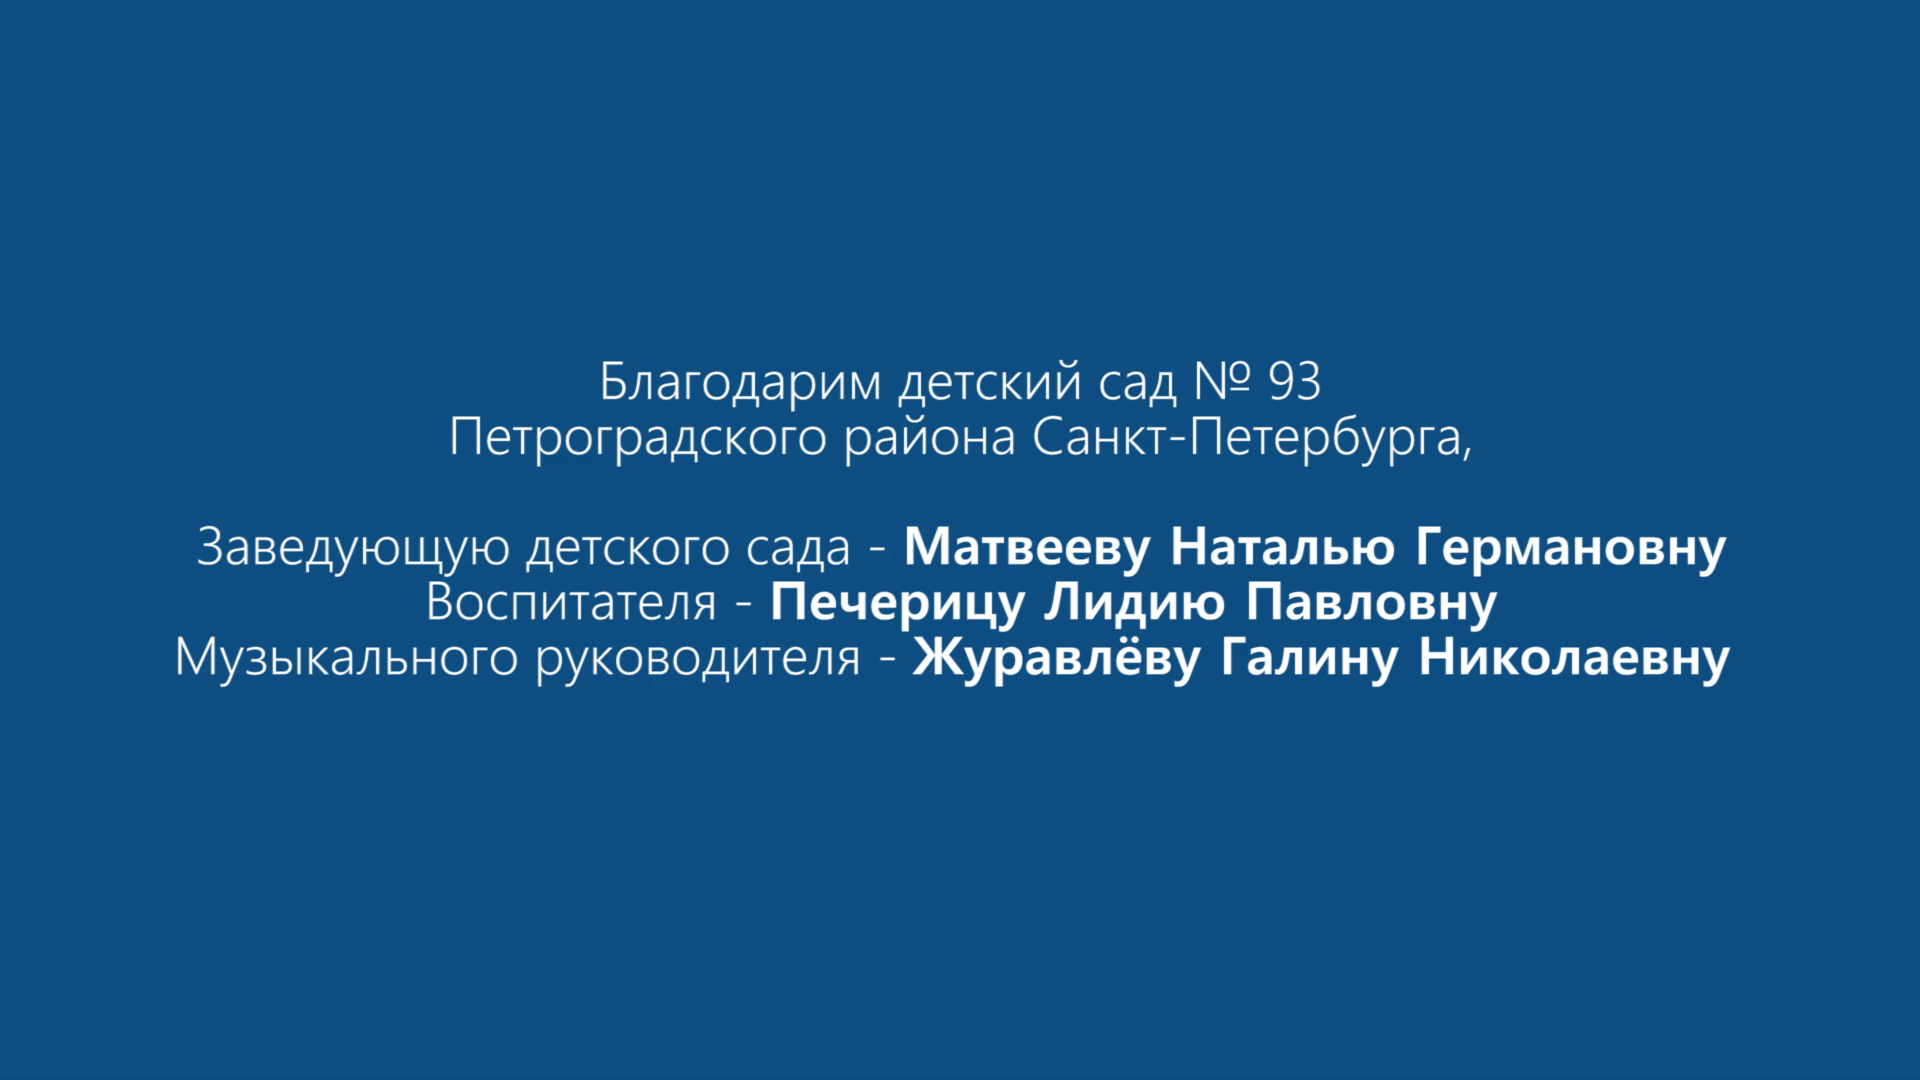 Благодарим детский сад № 93
Петроградского района Санкт-Петербурга,
Заведующую детского сада - Матвееву Наталью Германовну
Воспитателя - Печерицу Лидию Павловну
Музыкального руководителя - Журавлёву Галину Николаевну